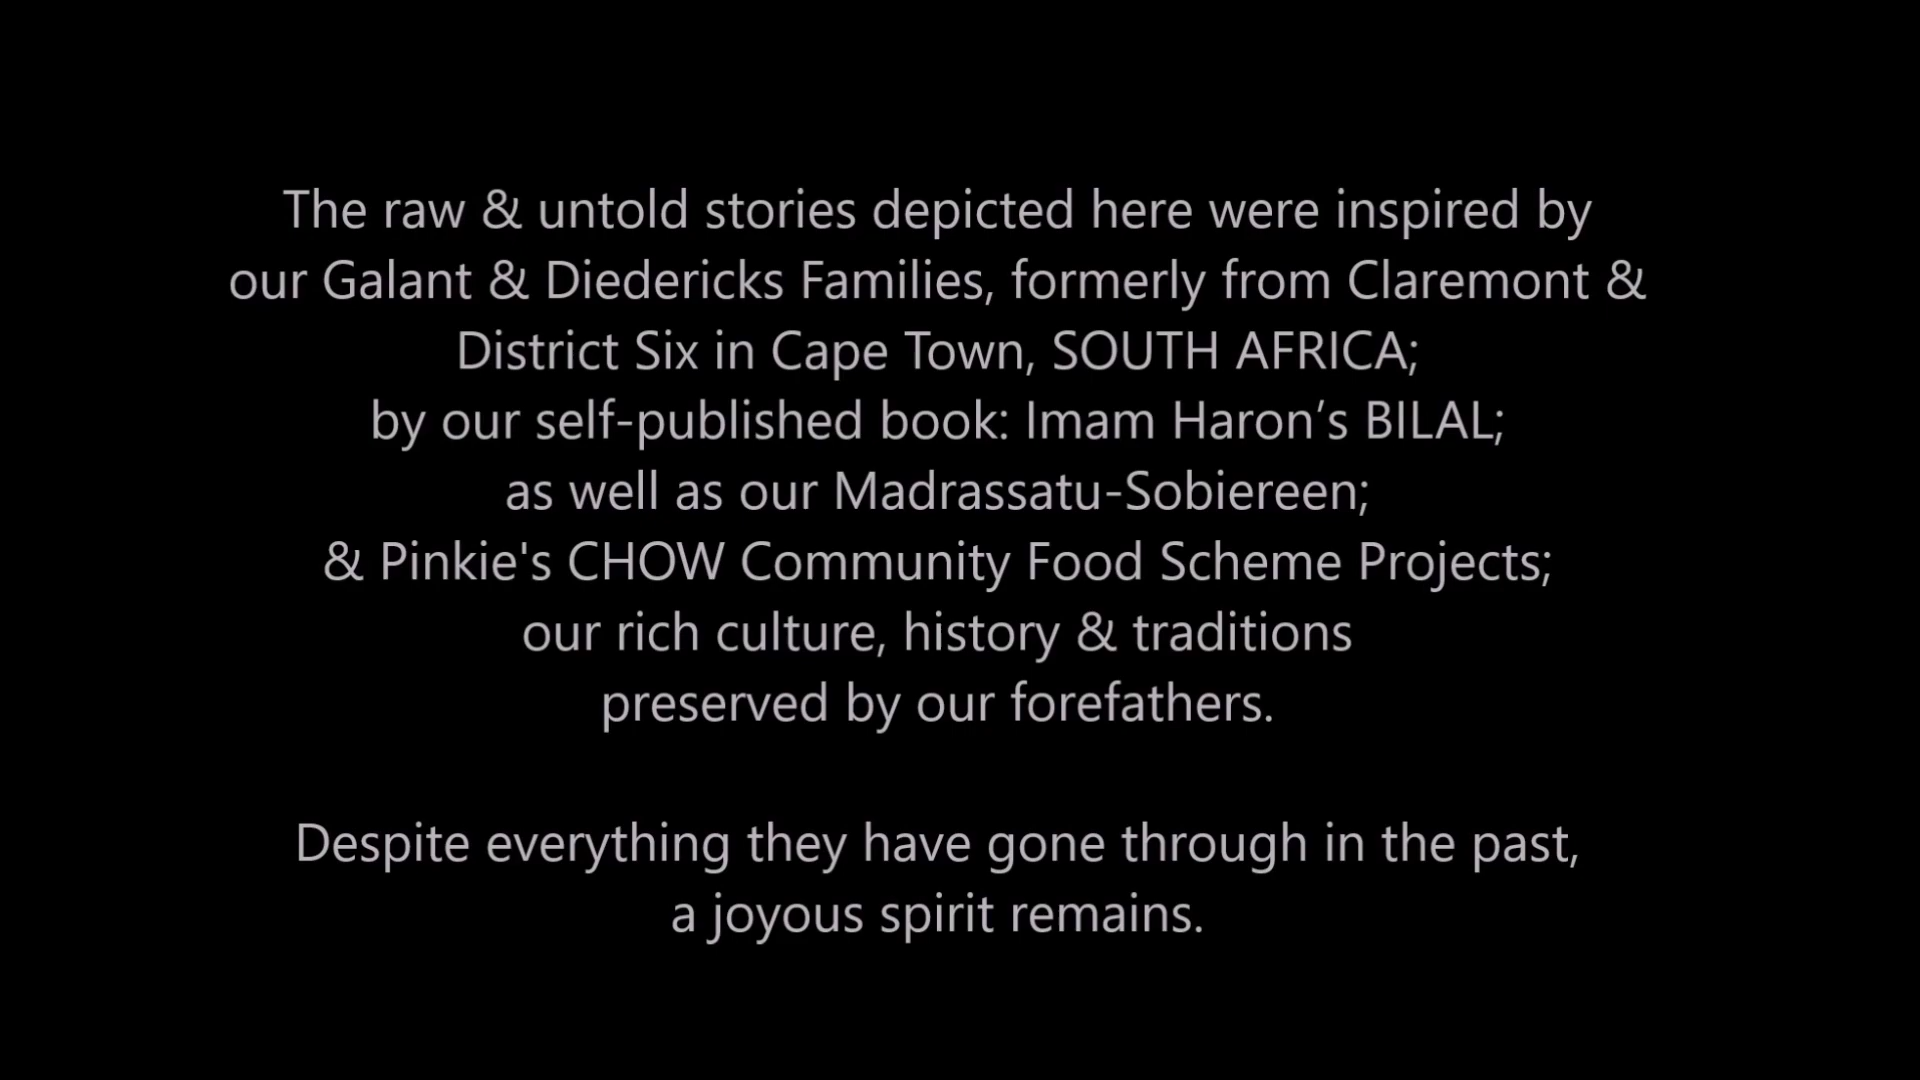 The raw & untold stories depicted here were inspired by
our Galant & Diedericks Families, formerly from Claremont &
District Six in Cape Town, SOUTH AFRICA;
by our self-published book: Imam Haron’s BILAL;
as well as our Madrassatu-Sobiereen;
& Pinkie's CHOW Community Food Scheme Projects;
our rich culture, history & traditions
preserved by our forefathers.
Despite everything they have gone through in the past,
a joyous spirit remains.